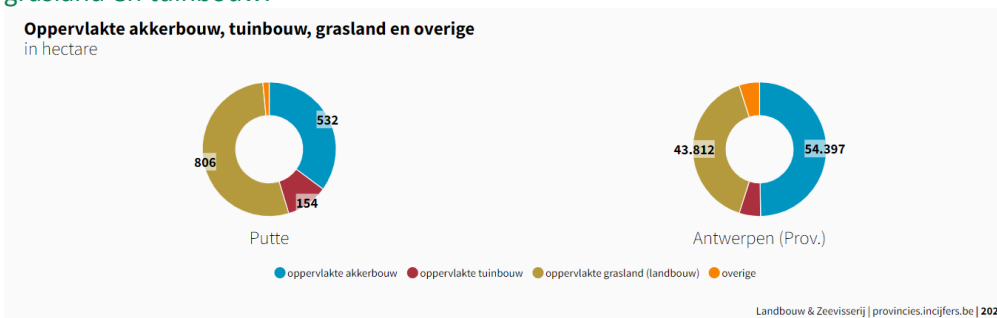 Oppervlakte akkerbouw, tuinbouw, grasland en overige
in hectare
532
806
154
Putte
43.812
54.397
Antwerpen (Prov.)
oppervlakte akkerbouw oppervlakte tuinbouw oppervlakte grasland (landbouw) overige
Landbouw & Zeevisserij | provincies.incijfers.be |